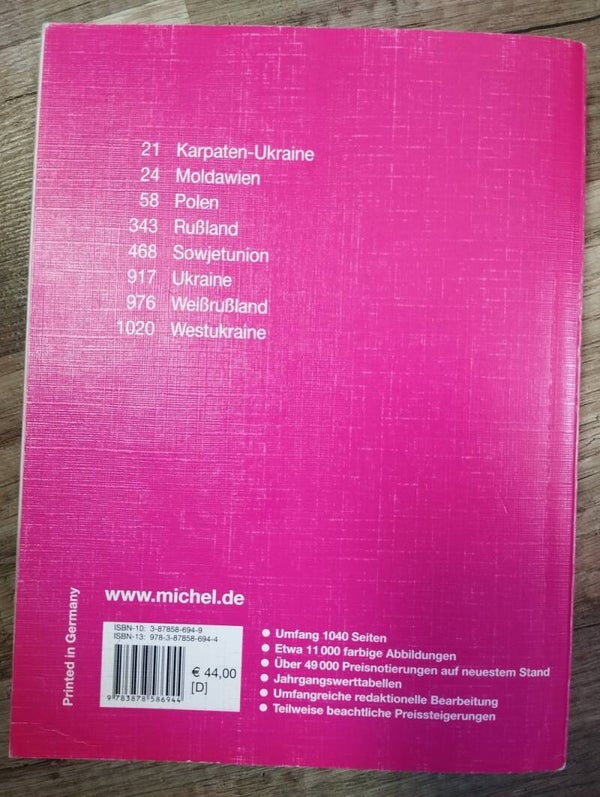 21 Karpaten-Ukraine
24 Moldawien
58 Polen
343 Rußland
468 Sowjetunion
917 Ukraine
976 Weißrußland
1020 Westukraine
Printed in Germany
www.michel.de
ISBN-10: 3-87858-694-9
ISBN-13: 978-3-87858-694-4
9 783878 586944
€ 44,00
[D]
• Umfang 1040 Seiten
• Etwa 11 000 farbige Abbildungen
• Über 49 000 Preisnotierungen auf neuestem Stand
• Jahrgangswerttabellen
• Umfangreiche redaktionelle Bearbeitung
• Teilweise beachtliche Preissteigerungen